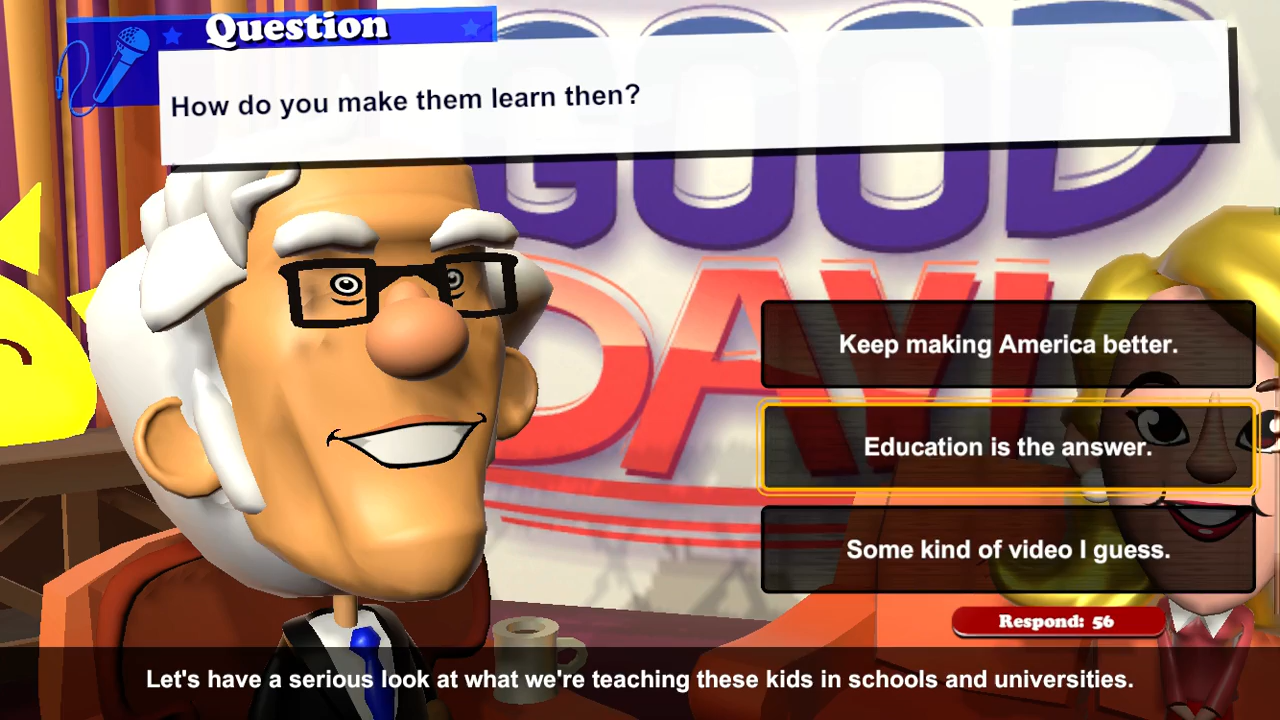 Question
How do you make them learn then?
GOOD
DAY!
Keep making America better.
Education is the answer.
Some kind of video I guess.
Respond: 56
Let's have a serious look at what we're teaching these kids in schools and universities.